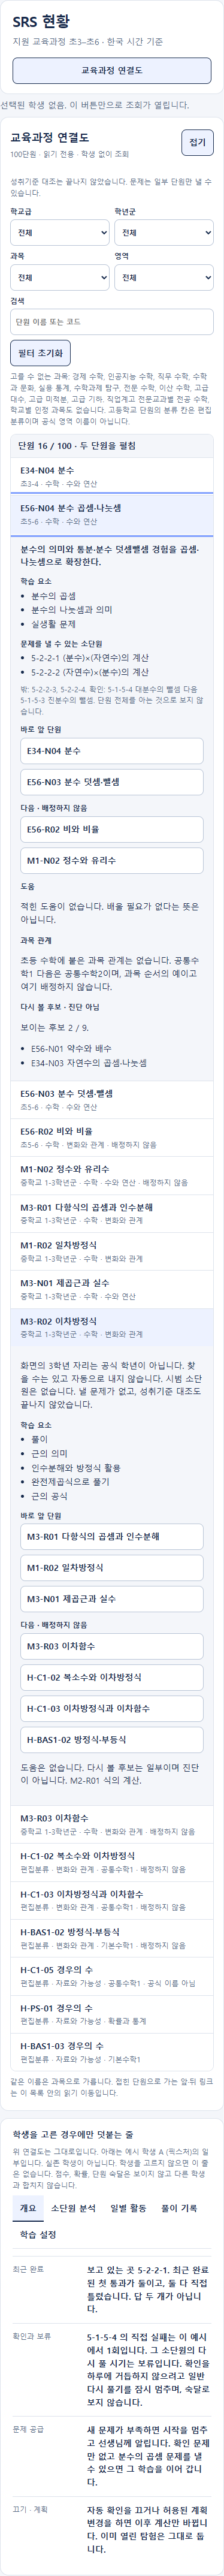 SRS 현황
지원 교육과정 초3–초6 · 한국 시간 기준
교육과정 연결도
선택된 학생 없음. 이 버튼만으로 조회가 열립니다.
교육과정 연결도
100단원 · 읽기 전용 · 학생 없이 조회
접기
성취기준 대조는 끝나지 않았습니다. 문제는 일부 단원만 낼 수
있습니다.
학교급
학년군
전체
전체
과목
영역
전체
전체
검색
단원 이름 또는 코드
필터 초기화
고를 수 없는 과목: 경제 수학, 인공지능 수학, 직무 수학, 수학
과 문화, 실용 통계, 수학과제 탐구, 전문 수학, 이산 수학, 고급
대수, 고급 미적분, 고급 기하. 직업계고 전문교과별 전공 수학,
학교별 인정 과목도 없습니다. 고등학교 단원의 분류 칸은 편집
분류이며 공식 영역 이름이 아닙니다.
단원 16 / 100 · 두 단원을 펼침
E34-N04 분수
초3-4 · 수학 · 수와 연산
E56-N04 분수 곱셈·나눗셈
초5-6 · 수학 · 수와 연산
분수의 의미와 통분·분수 덧셈뺄셈 경험을 곱셈·
나눗셈으로 확장한다.
학습 요소
• 분수의 곱셈
• 분수의 나눗셈과 의미
• 실생활 문제
문제를 낼 수 있는 소단원
• 5-2-2-1 (분수)×(자연수)의 계산
• 5-2-2-2 (자연수)×(분수)의 계산
밖: 5-2-2-3, 5-2-2-4. 확인: 5-1-5-4 대분수의 뺄셈 다음
5-1-5-3 진분수의 뺄셈. 단원 전체를 아는 것으로 보지 않
습니다.
바로 앞 단원
E34-N04 분수
E56-N03 분수 덧셈·뺄셈
다음 · 배정하지 않음
E56-R02 비와 비율
M1-N02 정수와 유리수
도움
적힌 도움이 없습니다. 배울 필요가 없다는 뜻은
아닙니다.
과목 관계
초등 수학에 붙은 과목 관계는 없습니다. 공통수
학1 다음은 공통수학2이며, 과목 순서의 예이고
여기 배정하지 않습니다.
다시 볼 후보 · 진단 아님
보이는 후보 2 / 9.
• E56-N01 약수와 배수
• E34-N03 자연수의 곱셈·나눗셈
E56-N03 분수 덧셈·뺄셈
초5-6 · 수학 · 수와 연산
E56-R02 비와 비율
초5-6 · 수학 · 변화와 관계 · 배정하지 않음
M1-N02 정수와 유리수
중학교 1-3학년군 · 수학 · 수와 연산 · 배정하지 않음
M3-R01 다항식의 곱셈과 인수분해
중학교 1-3학년군 · 수학 · 변화와 관계
M1-R02 일차방정식
중학교 1-3학년군 · 수학 · 변화와 관계
M3-N01 제곱근과 실수
중학교 1-3학년군 · 수학 · 수와 연산
M3-R02 이차방정식
중학교 1-3학년군 · 수학 · 변화와 관계
화면의 3학년 자리는 공식 학년이 아닙니다. 찾
을 수는 있고 자동으로 내지 않습니다. 시범 소단
원은 없습니다. 낼 문제가 없고, 성취기준 대조도
끝나지 않았습니다.
학습 요소
• 풀이
• 근의 의미
• 인수분해와 방정식 활용
• 완전제곱식으로 풀기
• 근의 공식
바로 앞 단원
M3-R01 다항식의 곱셈과 인수분해
M1-R02 일차방정식
M3-N01 제곱근과 실수
다음 · 배정하지 않음
M3-R03 이차함수
H-C1-02 복소수와 이차방정식
H-C1-03 이차방정식과 이차함수
H-BAS1-02 방정식·부등식
도움은 없습니다. 다시 볼 후보는 일부이며 진단
이 아닙니다. M2-R01 식의 계산.
M3-R03 이차함수
중학교 1-3학년군 · 수학 · 변화와 관계 · 배정하지 않음
H-C1-02 복소수와 이차방정식
편집분류 · 변화와 관계 · 공통수학1 · 배정하지 않음
H-C1-03 이차방정식과 이차함수
편집분류 · 변화와 관계 · 공통수학1 · 배정하지 않음
H-BAS1-02 방정식·부등식
편집분류 · 변화와 관계 · 기본수학1 · 배정하지 않음
H-C1-05 경우의 수
편집분류 · 자료와 가능성 · 공통수학1 · 공식 이름 아님
H-PS-01 경우의 수
편집분류 · 자료와 가능성 · 확률과 통계
H-BAS1-03 경우의 수
편집분류 · 자료와 가능성 · 기본수학1
같은 이름은 과목으로 가릅니다. 접힌 단원으로 가는 앞·뒤 링크
는 이 목록 안의 읽기 이동입니다.
학생을 고른 경우에만 덧붙는 줄
위 연결도는 그대로입니다. 아래는 예시 학생 A (픽스처)의 일
부입니다. 실존 학생이 아닙니다. 학생을 고르지 않으면 이 줄
은 없습니다. 점수, 확률, 단원 숙달은 보이지 않고 다른 학생
과 합치지 않습니다.
개요
소단원 분석
일별 활동
풀이 기록
학습 설정
최근 완료
보고 있는 곳 5-2-2-1. 최근 완료
된 첫 통과가 둘이고, 둘 다 직접
틀렸습니다. 답 두 개가 아닙니
다.
확인과 보류
5-1-5-4 의 직접 실패는 이 예시
에서 1회입니다. 그 소단원의 다
시 풀 시기는 보류입니다. 확인을
하루에 거듭하지 않으려고 일반
다시 풀기를 잠시 멈추며, 숙달로
보지 않습니다.
문제 공급
새 문제가 부족하면 시작을 멈추
고 선생님께 알립니다. 확인 문제
만 없고 분수의 곱셈 문제를 낼
수 있으면 그 학습을 이어 갑니
다.
끄기 · 계획
자동 확인을 끄거나 허용된 계획
변경을 하면 이후 계산만 바뀝니
다. 이미 열린 탐험은 그대로 둡
니다.